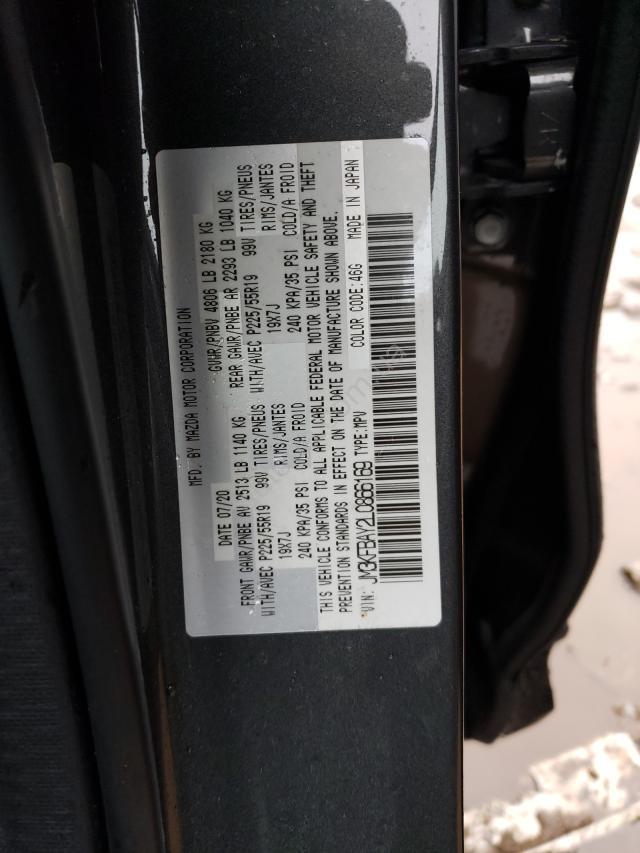 MFD. BY MAZDA MOTOR CORPORATION
DATE 07/20 GVWR/PNBV 4806 LB 2180 KG
FRONT GAWR/PNBE AV 2513 LB 1140 KG REAR GAWR/PNBE AR 2293 LB 1040 KG
WITH/AVEC P225/55R19 99V TIRES/PNEUS WITH/AVEC P225/55R19 99V TIRES/PNEUS
19X7J RIMS/JANTES 19X7J RIMS/JANTES
240 KPA/35 PSI COLD/A FROID 240 KPA/35 PSI COLD/A FROID
THIS VEHICLE CONFORMS TO ALL APPLICABLE FEDERAL MOTOR VEHICLE SAFETY AND THEFT
PREVENTION STANDARDS IN EFFECT ON THE DATE OF MANUFACTURE SHOWN ABOVE.
VIN: JM3KFBAY2L0866169 TYPE:MPV COLOR CODE:46G MADE IN JAPAN